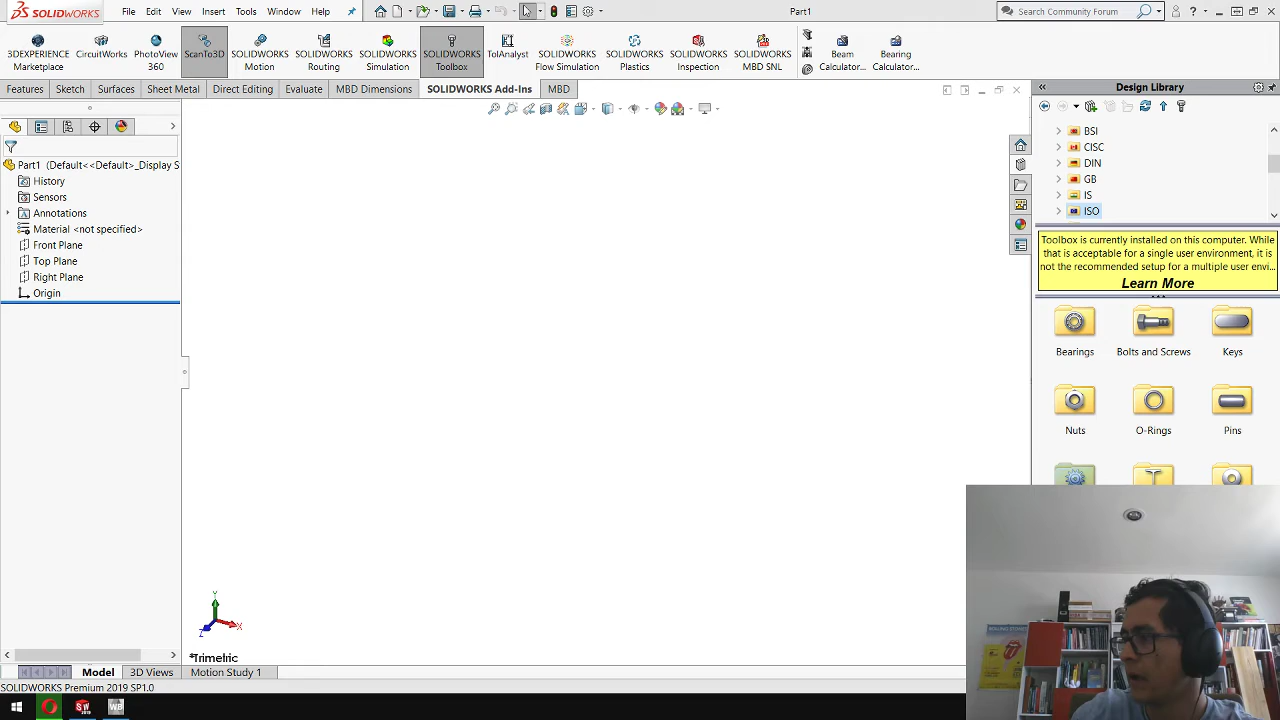 SOLIDWORKS
File Edit View Insert Tools Window Help
Part1
Search Community Forum
3DEXPERIENCE
Marketplace
CircuitWorks
PhotoView
360
ScanTo3D
SOLIDWORKS
Motion
SOLIDWORKS
Routing
SOLIDWORKS
Simulation
SOLIDWORKS
Toolbox
TolAnalyst
SOLIDWORKS
Flow Simulation
SOLIDWORKS
Plastics
SOLIDWORKS
Inspection
SOLIDWORKS
MBD SNL
Beam
Calculator...
Bearing
Calculator...
Features Sketch Surfaces Sheet Metal Direct Editing Evaluate MBD Dimensions SOLIDWORKS Add-Ins MBD
Part1 (Default<<Default>_Display S
History
Sensors
Annotations
Material <not specified>
Front Plane
Top Plane
Right Plane
Origin
Design Library
BSI
CISC
DIN
GB
IS
ISO
Toolbox is currently installed on this computer. While
that is acceptable for a single user environment, it is
not the recommended setup for a multiple user envi...
Learn More
Bearings Bolts and Screws Keys
Nuts O-Rings Pins
Y
X
Z
*Trimetric
Model 3D Views Motion Study 1
SOLIDWORKS Premium 2019 SP1.0